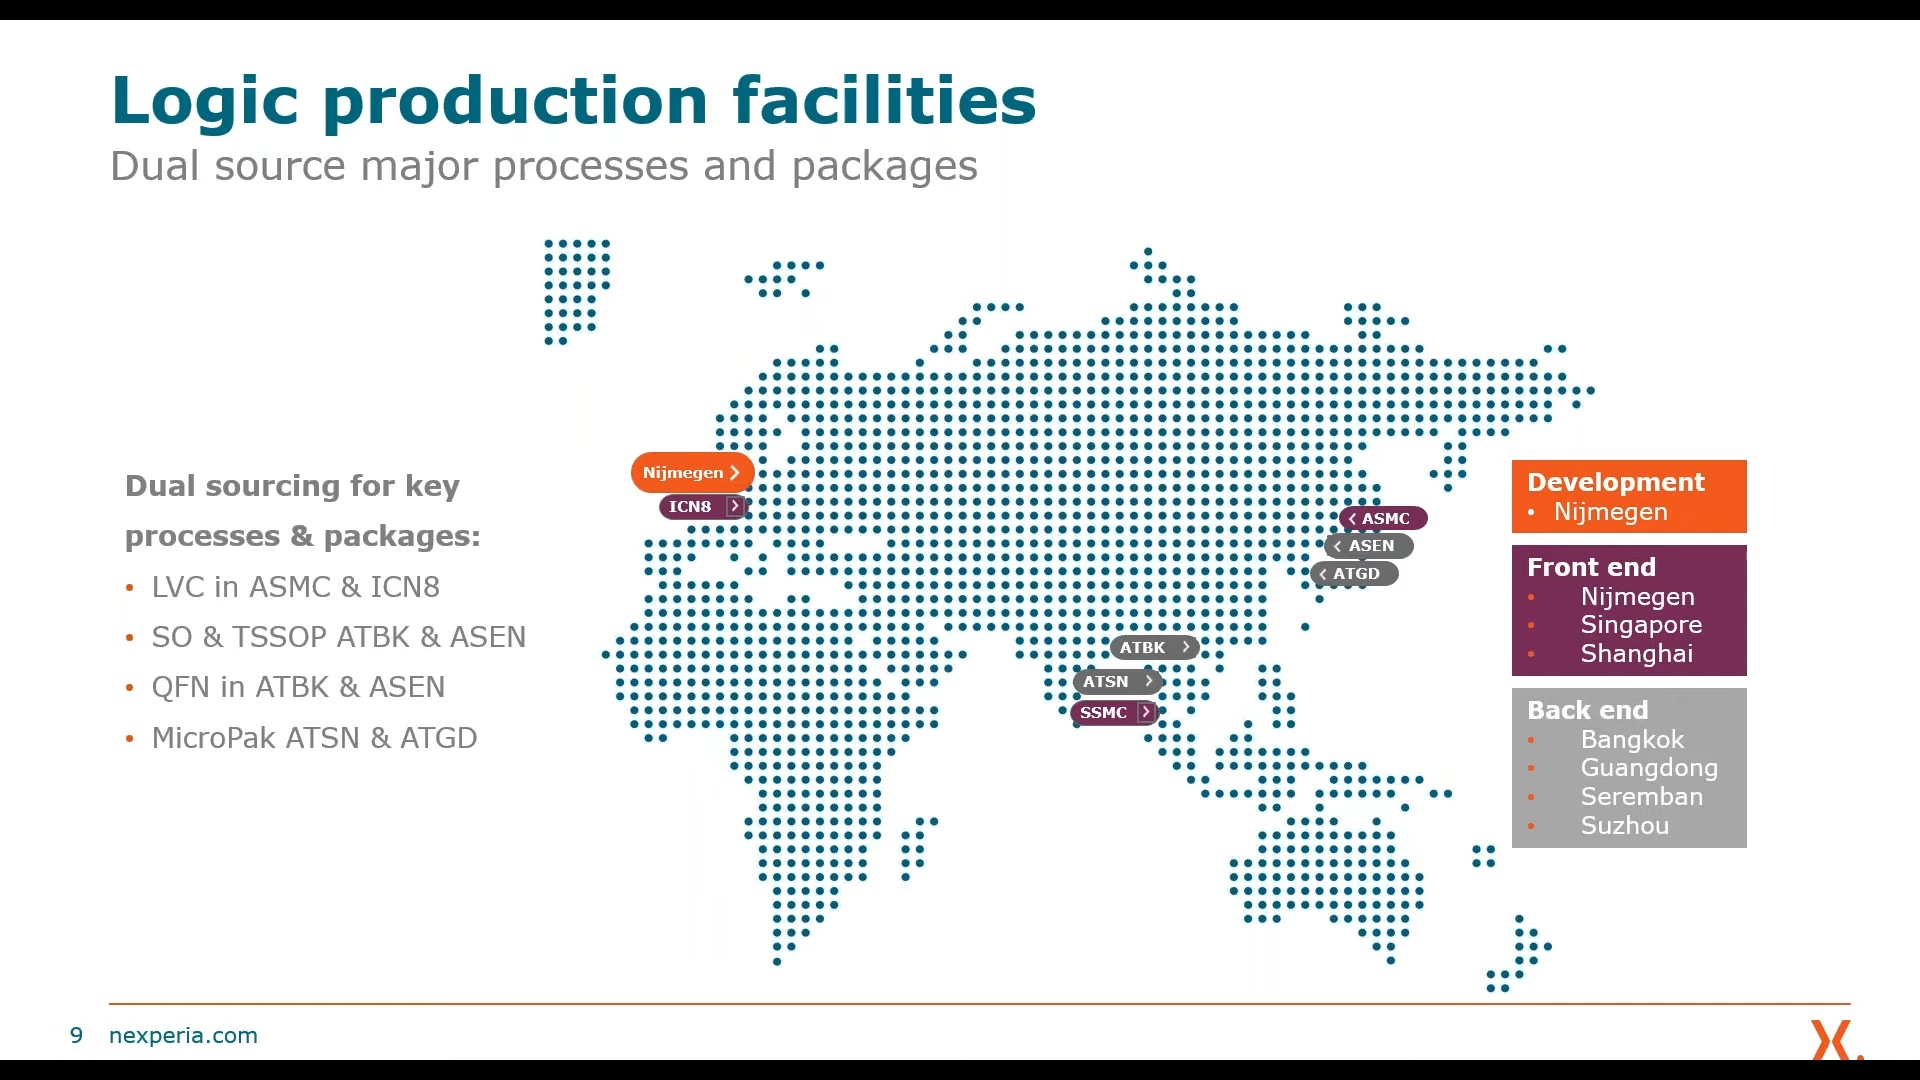 Logic production facilities
Dual source major processes and packages
Dual sourcing for key
processes & packages:
• LVC in ASMC & ICN8
• SO & TSSOP ATBK & ASEN
• QFN in ATBK & ASEN
• MicroPak ATSN & ATGD
Nijmegen
ICN8
ASMC
ASEN
ATGD
ATBK
ATSN
SSMC
Development
• Nijmegen
Front end
• Nijmegen
• Singapore
• Shanghai
Back end
• Bangkok
• Guangdong
• Seremban
• Suzhou
9 nexperia.com